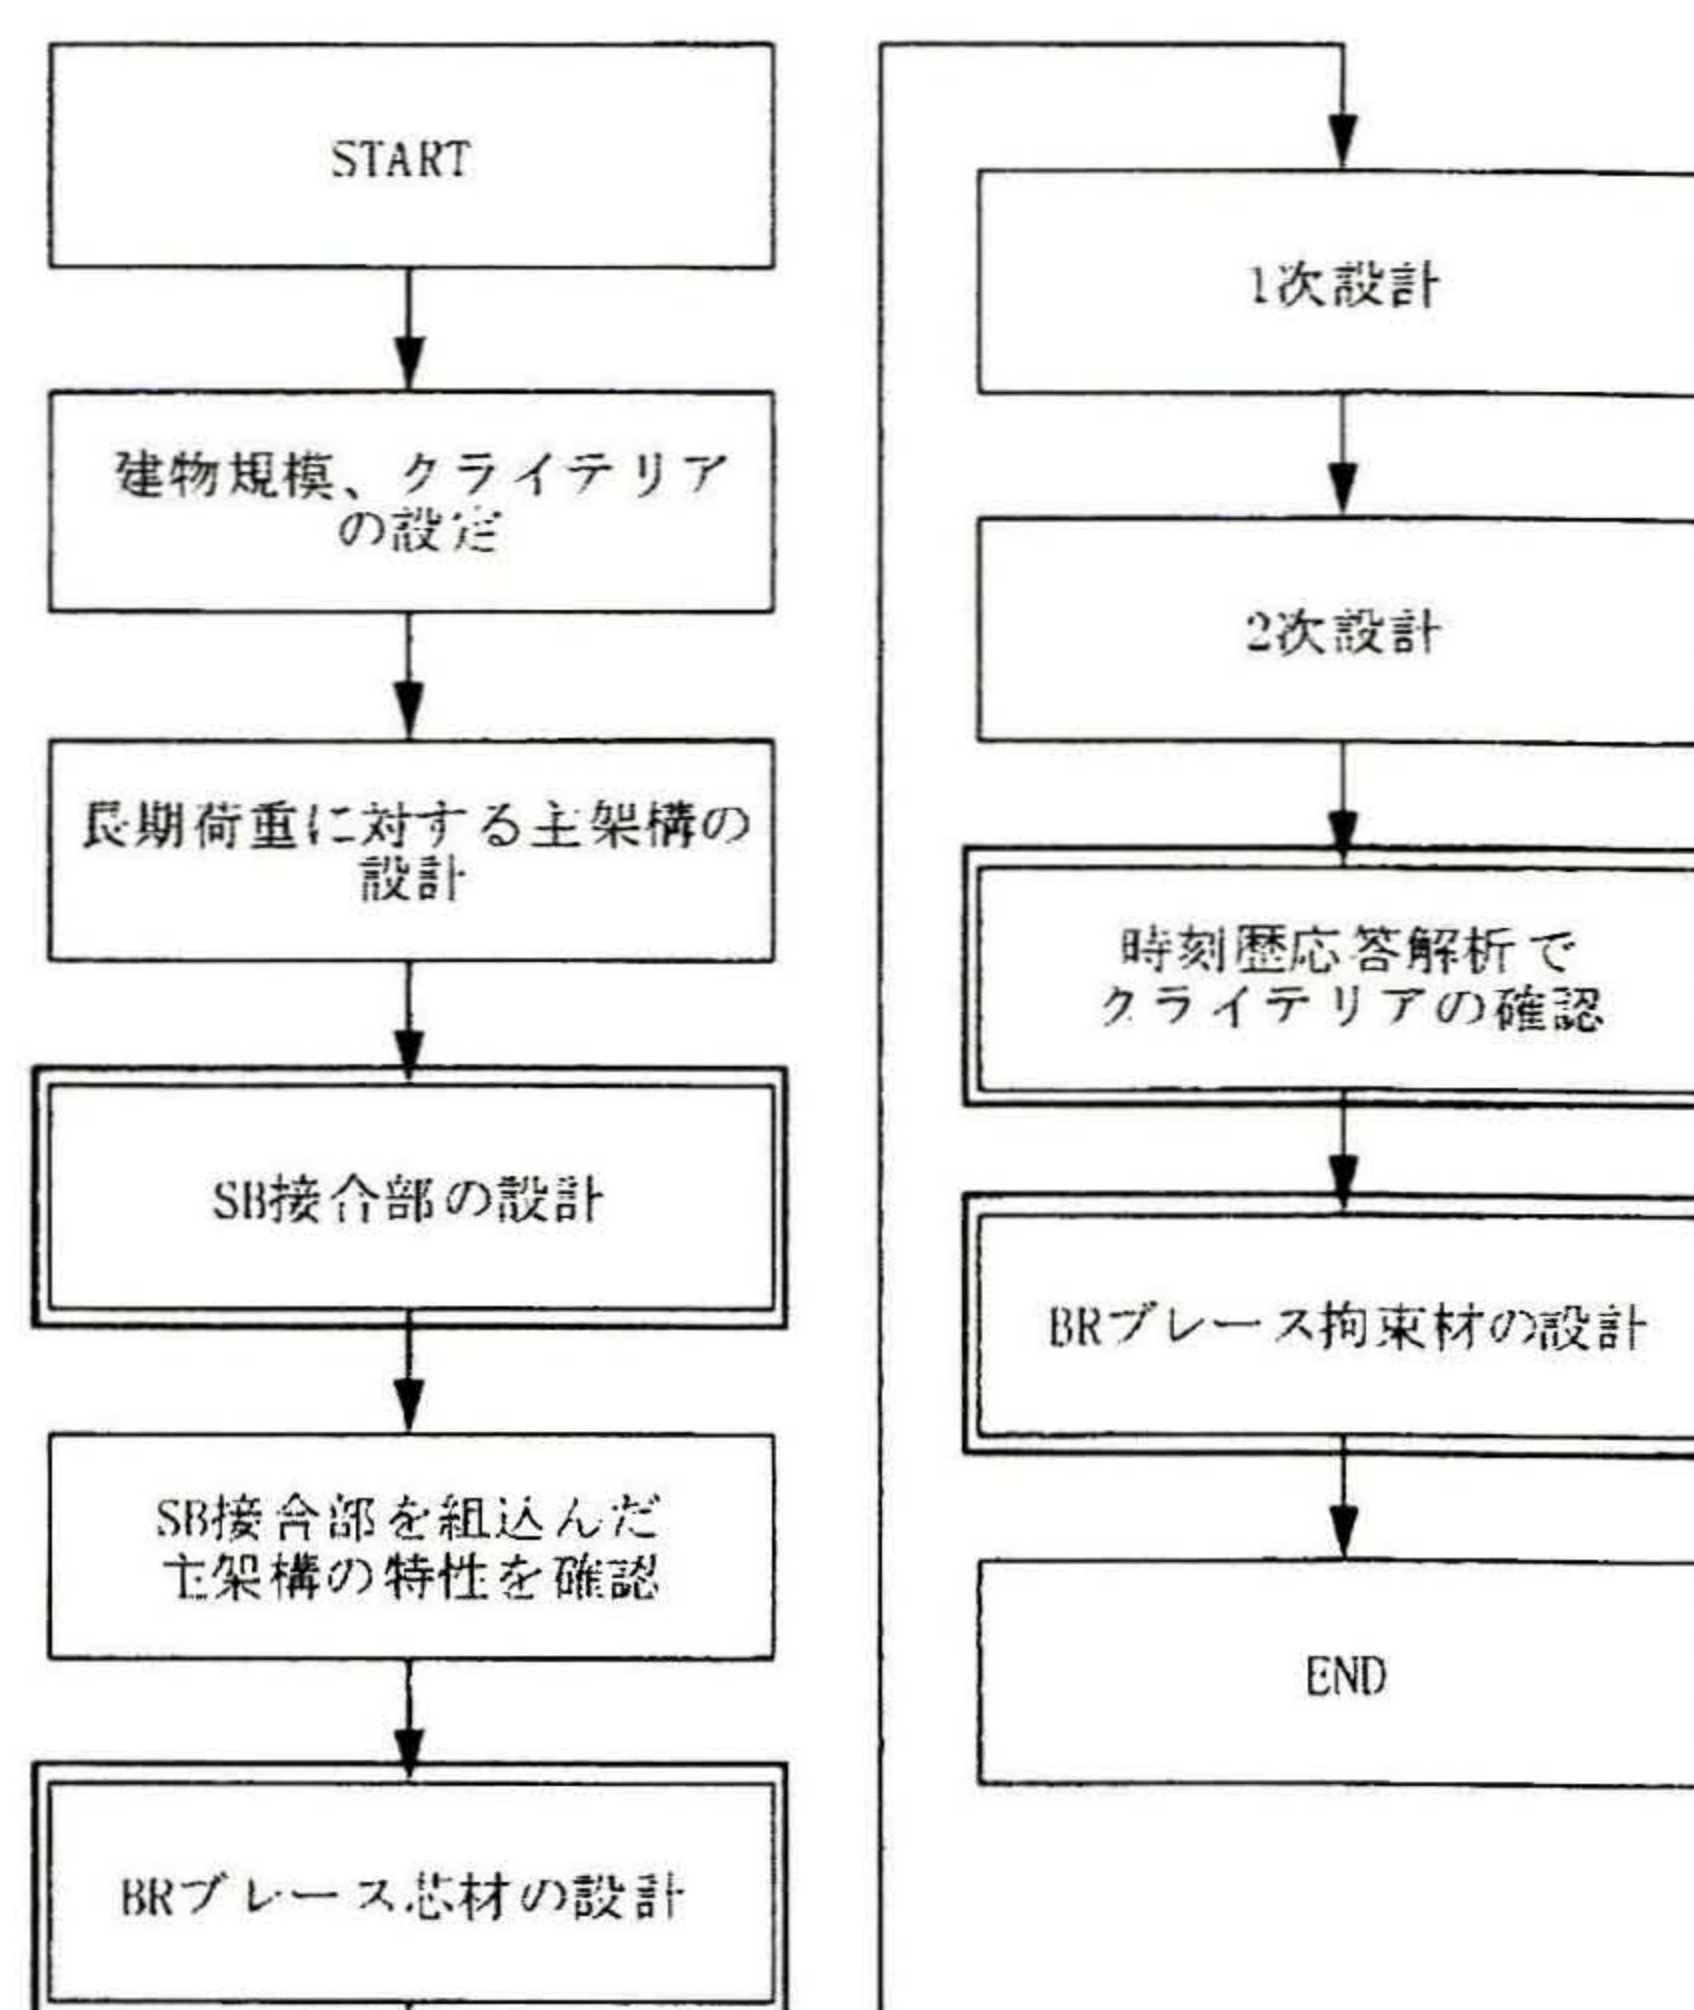 START
建物規模、クライテリア
の設定
長期荷重に対する主架構の
設計
SB接合部の設計
SB接合部を組込んだ
主架構の特性を確認
BRブレース芯材の設計
1次設計
2次設計
時刻歴応答解析で
クライテリアの確認
BRブレース拘束材の設計
END